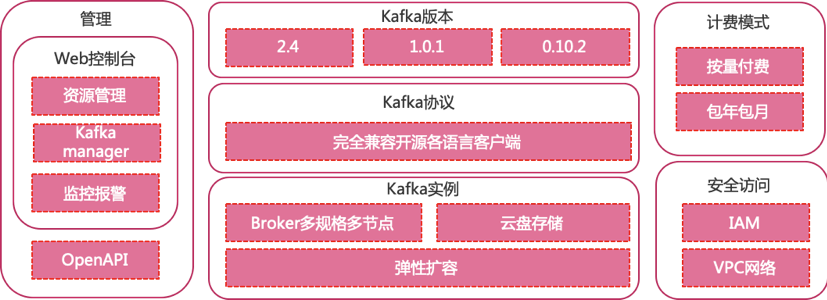 管理
Web控制台
资源管理
Kafka
manager
监控报警
OpenAPI
Kafka版本
2.4
1.0.1
0.10.2
Kafka协议
完全兼容开源各语言客户端
Kafka实例
Broker多规格多节点
云盘存储
弹性扩容
计费模式
按量付费
包年包月
安全访问
IAM
VPC网络